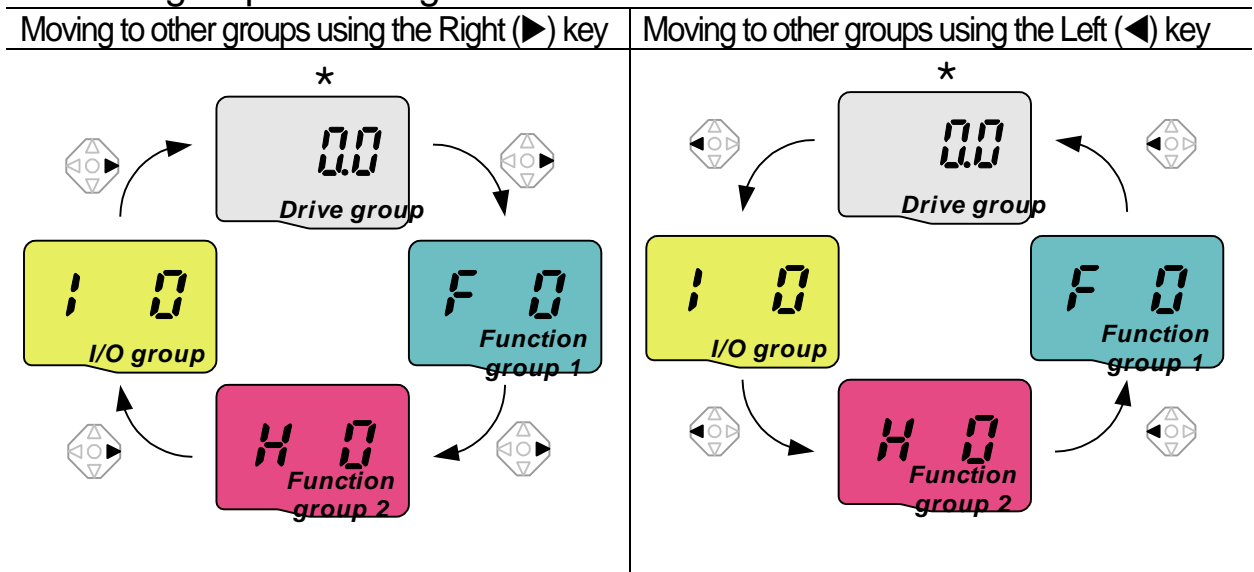 Moving to other groups using the Right (▶) key
Moving to other groups using the Left (◀) key
*
0.0
Drive group
I 0
I/O group
F 0
Function
group 1
H 0
Function
group 2
*
0.0
Drive group
I 0
I/O group
F 0
Function
group 1
H 0
Function
group 2